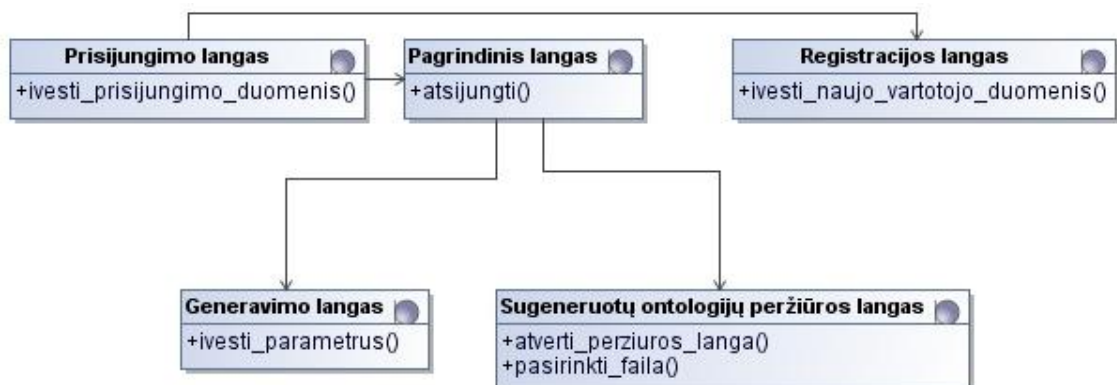 Prisijungimo langas
+ivesti_prisijungimo_duomenis()
Pagrindinis langas
+atsijungti()
Registracijos langas
+ivesti_naujo_vartotojo_duomenis()
Generavimo langas
+ivesti_parametrus()
Sugeneruotų ontologijų peržiūros langas
+atverti_perziuros_langa()
+pasirinkti_faila()